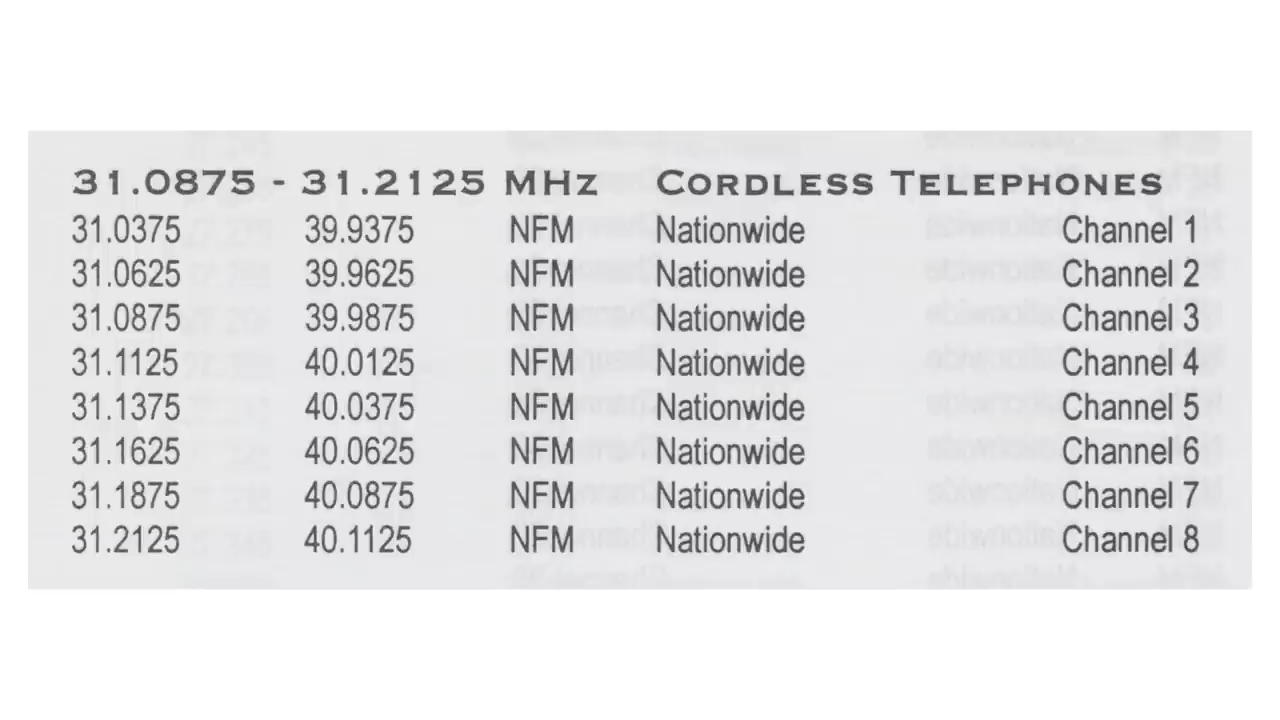 31.0875 - 31.2125 MHz Cordless Telephones
31.0375 39.9375 NFM Nationwide Channel 1
31.0625 39.9625 NFM Nationwide Channel 2
31.0875 39.9875 NFM Nationwide Channel 3
31.1125 40.0125 NFM Nationwide Channel 4
31.1375 40.0375 NFM Nationwide Channel 5
31.1625 40.0625 NFM Nationwide Channel 6
31.1875 40.0875 NFM Nationwide Channel 7
31.2125 40.1125 NFM Nationwide Channel 8